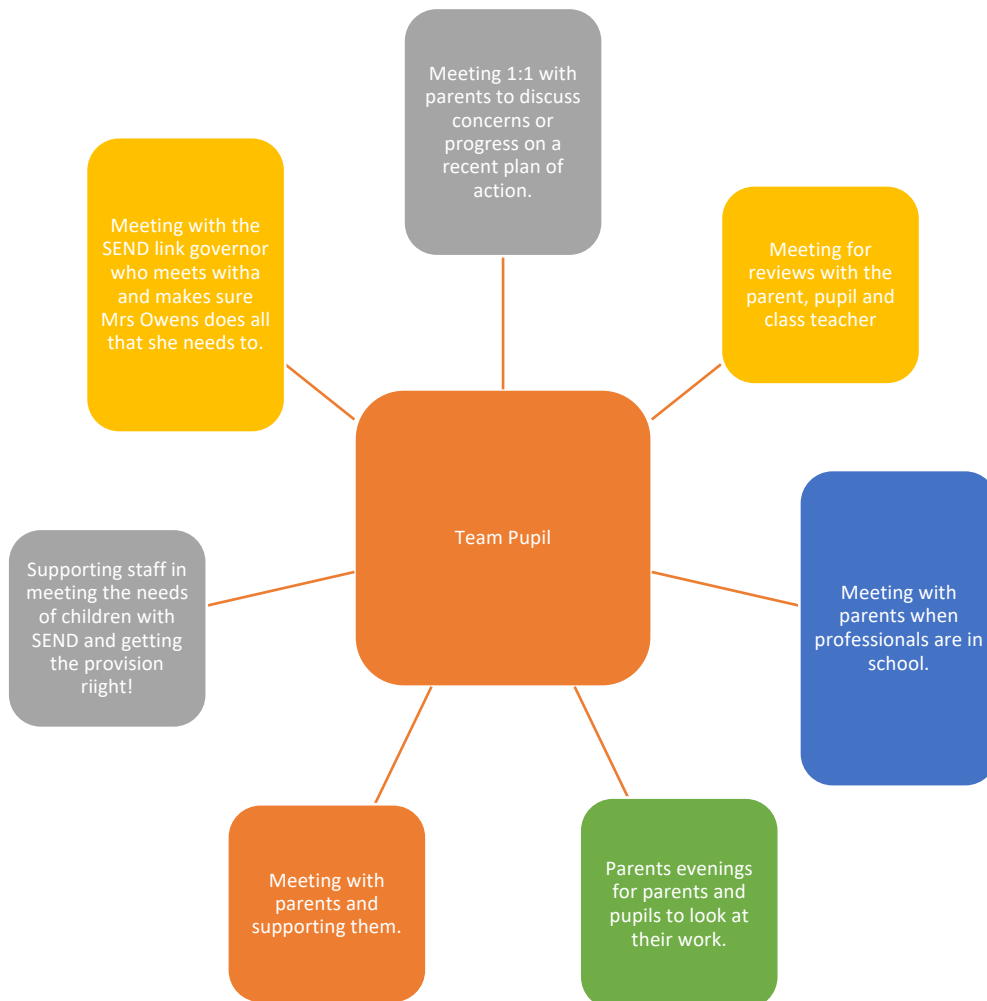 Meeting 1:1 with
parents to discuss
concerns or
progress on a
recent plan of
action.
Meeting for
reviews with the
parent, pupil and
class teacher
Meeting with
parents when
professionals are in
school.
Parents evenings
for parents and
pupils to look at
their work.
Meeting with
parents and
supporting them.
Supporting staff in
meeting the needs
of children with
SEND and getting
the provision
riight!
Meeting with the
SEND link governor
who meets witha
and makes sure
Mrs Owens does all
that she needs to.
Team Pupil